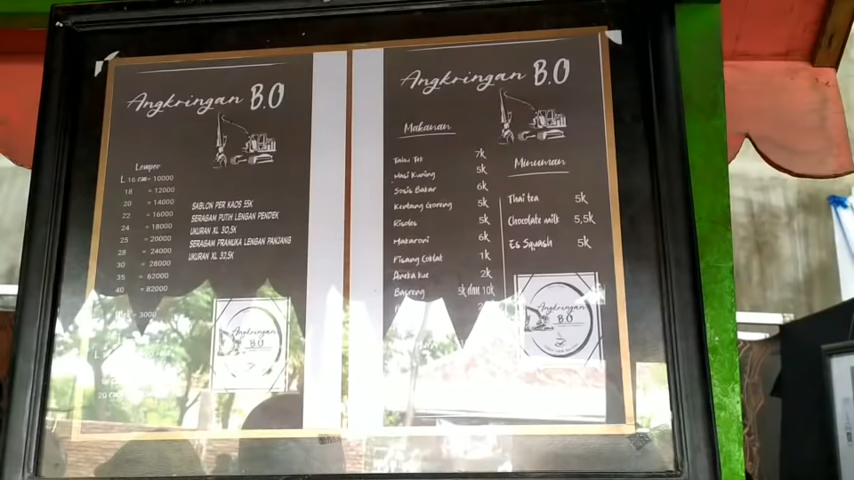 Angkringan B.O
Lemper
L 16 cm = 10000
18 = 12000
20 = 14000
22 = 16000
24 = 18000
25 = 20000
28 = 24000
30 = 28000
35 = 62000
40 = 82000
= 3000
SABLON PER KAOS 55K
SERAGAM PUTIH LENGAN PENDEK
UKURAN XL 30,5K
SERAGAM PRAMUKA LENGAN PANJANG
UKURAN XL 32,5K
Angkringan
B.O
Angkringan B.O
Makanan
Tahu Tek 7k
Nasi Kuning 5k
Sosis Bakar 6k
Kentang Goreng 5k
Risoles 5k
Makaroni 6k
Pisang Coklat 1k
Aneka kue 2k
Basreng 5k dan 10k
Minuman
Thai tea 5k
Chocolate milk 5,5k
Es Squash 5k
Angkringan
B.O